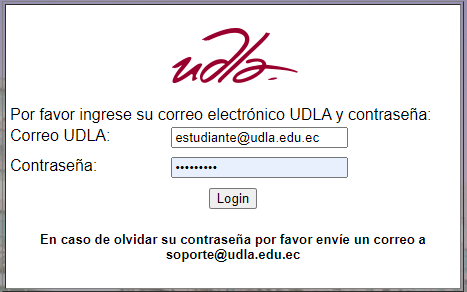 udla-
Por favor ingrese su correo electrónico UDLA y contraseña:
Correo UDLA: estudiante@udla.edu.ec
Contraseña: •••••••••
Login
En caso de olvidar su contraseña por favor envíe un correo a
soporte@udla.edu.ec